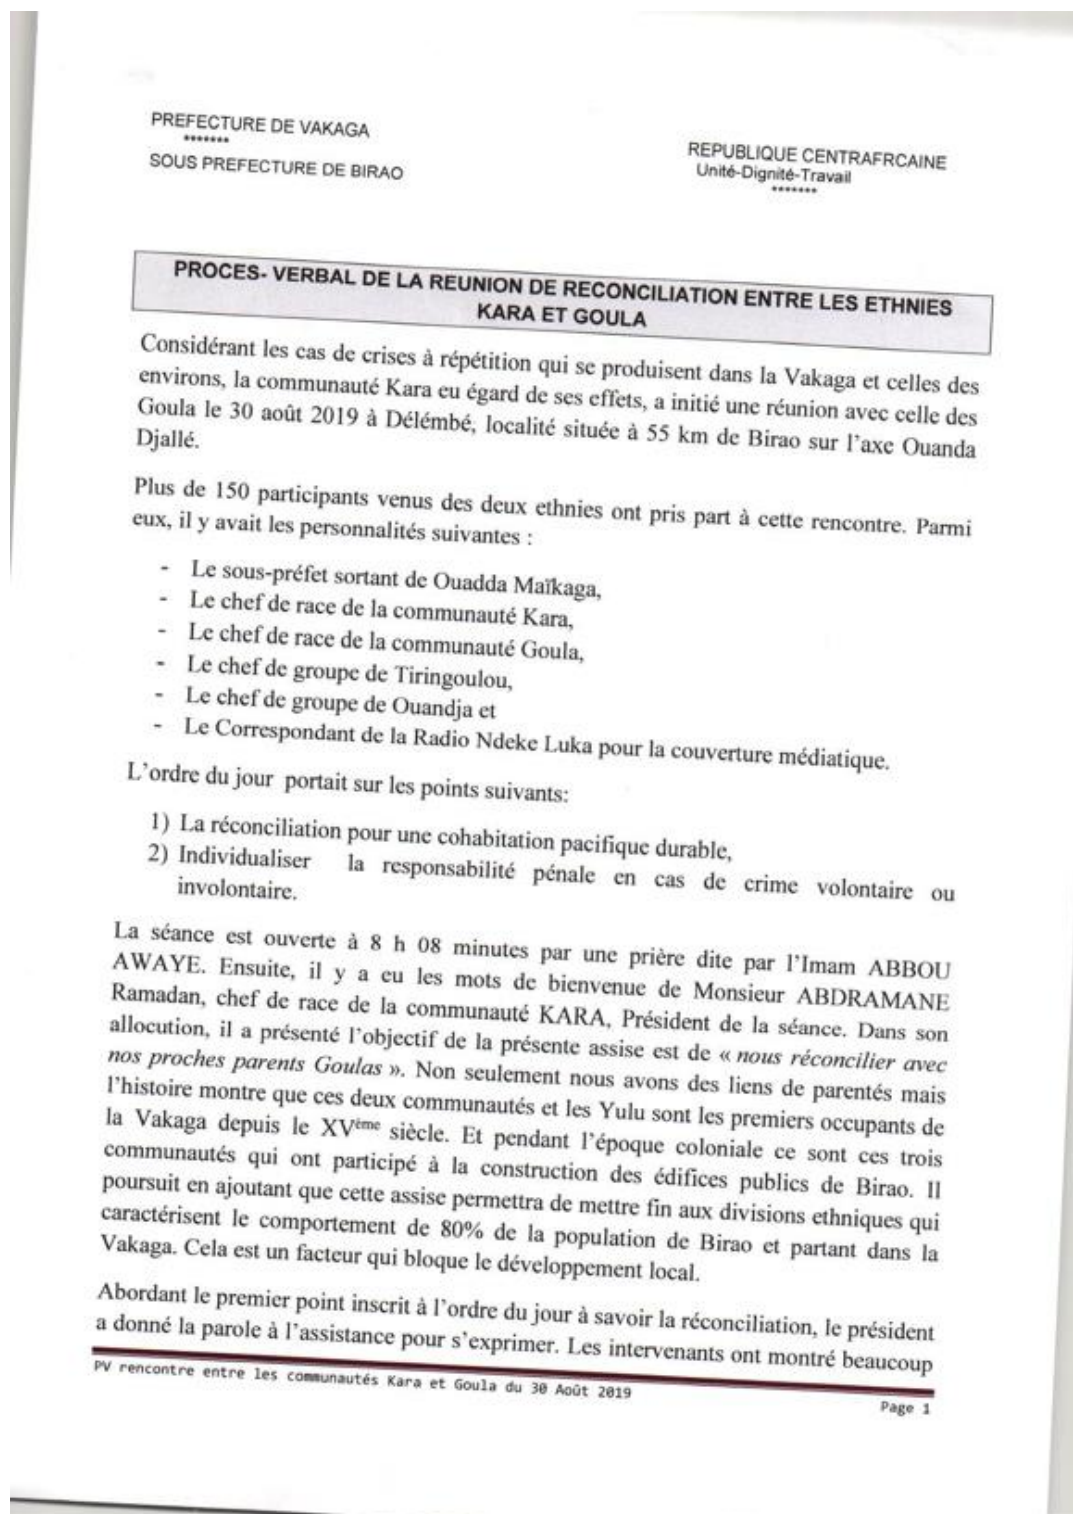 PREFECTURE DE VAKAGA
*******
SOUS PREFECTURE DE BIRAO
REPUBLIQUE CENTRAFRCAINE
Unité-Dignité-Travail
*******
PROCES- VERBAL DE LA REUNION DE RECONCILIATION ENTRE LES ETHNIES
KARA ET GOULA
Considérant les cas de crises à répétition qui se produisent dans la Vakaga et celles des
environs, la communauté Kara eu égard de ses effets, a initié une réunion avec celle des
Goula le 30 août 2019 à Délémbé, localité située à 55 km de Birao sur l'axe Ouanda
Djallé.
Plus de 150 participants venus des deux ethnies ont pris part à cette rencontre. Parmi
eux, il y avait les personnalités suivantes :
- Le sous-préfet sortant de Ouadda Maïkaga,
- Le chef de race de la communauté Kara,
- Le chef de race de la communauté Goula,
- Le chef de groupe de Tiringoulou,
- Le chef de groupe de Ouandja et
- Le Correspondant de la Radio Ndeke Luka pour la couverture médiatique.
L'ordre du jour portait sur les points suivants:
1) La réconciliation pour une cohabitation pacifique durable,
2) Individualiser la responsabilité pénale en cas de crime volontaire ou
involontaire.
La séance est ouverte à 8 h 08 minutes par une prière dite par l'Imam ABBOU
AWAYE. Ensuite, il y a eu les mots de bienvenue de Monsieur ABDRAMANE
Ramadan, chef de race de la communauté KARA, Président de la séance. Dans son
allocution, il a présenté l'objectif de la présente assise est de « nous réconcilier avec
nos proches parents Goulas ». Non seulement nous avons des liens de parentés mais
l'histoire montre que ces deux communautés et les Yulu sont les premiers occupants de
la Vakaga depuis le XVème siècle. Et pendant l'époque coloniale ce sont ces trois
communautés qui ont participé à la construction des édifices publics de Birao. Il
poursuit en ajoutant que cette assise permettra de mettre fin aux divisions ethniques qui
caractérisent le comportement de 80% de la population de Birao et partant dans la
Vakaga. Cela est un facteur qui bloque le développement local.
Abordant le premier point inscrit à l'ordre du jour à savoir la réconciliation, le président
a donné la parole à l'assistance pour s'exprimer. Les intervenants ont montré beaucoup
PV rencontre entre les communautés Kara et Goula du 30 Août 2019
Page 1